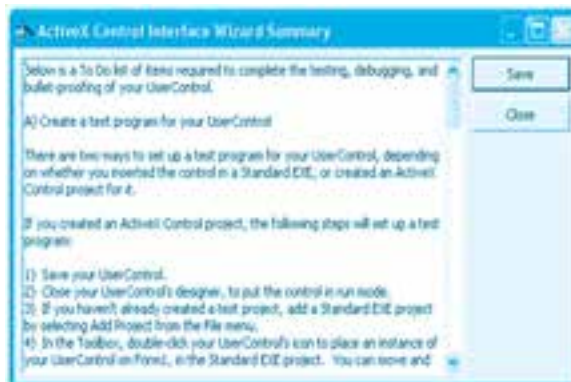 ActiveX Control Interface Wizard Summary
Below is a To Do list of items required to complete the testing, debugging, and
bullet-proofing of your UserControl.
A) Create a test program for your UserControl
There are two ways to set up a test program for your UserControl, depending
on whether you inserted the control in a Standard EXE, or created an ActiveX
Control project for it.
If you created an ActiveX Control project, the following steps will set up a test
program:
1) Save your UserControl.
2) Close your UserControl's designer, to put the control in run mode.
3) If you haven't already created a test project, add a Standard EXE project
by selecting Add Project from the File menu.
4) In the Toolbox, double-click your UserControl's icon to place an instance of
your UserControl on Form1, in the Standard EXE project. You can move and
Save
Close